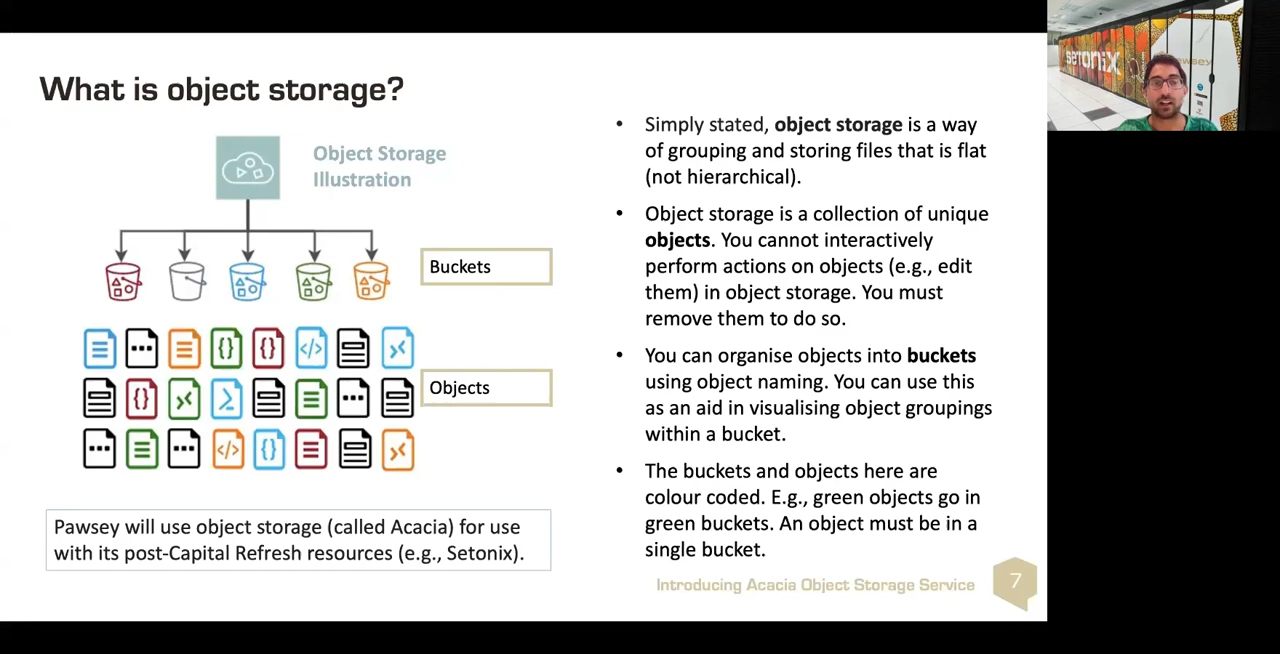 What is object storage?
Object Storage
Illustration
Buckets
Objects
Pawsey will use object storage (called Acacia) for use
with its post-Capital Refresh resources (e.g., Setonix).
• Simply stated, object storage is a way
of grouping and storing files that is flat
(not hierarchical).
• Object storage is a collection of unique
objects. You cannot interactively
perform actions on objects (e.g., edit
them) in object storage. You must
remove them to do so.
• You can organise objects into buckets
using object naming. You can use this
as an aid in visualising object groupings
within a bucket.
• The buckets and objects here are
colour coded. E.g., green objects go in
green buckets. An object must be in a
single bucket.
Introducing Acacia Object Storage Service
7
setonix